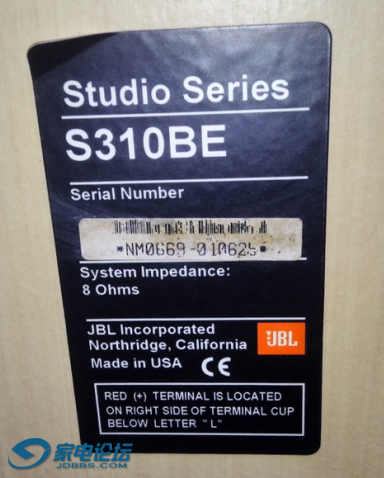 Studio Series
S310BE
Serial Number
*NM0669-010625*
System Impedance:
8 Ohms
JBL Incorporated
Northridge, California
Made in USA CE
JBL
RED (+) TERMINAL IS LOCATED
ON RIGHT SIDE OF TERMINAL CUP
BELOW LETTER "L"
家电论坛
JDBBS.COM